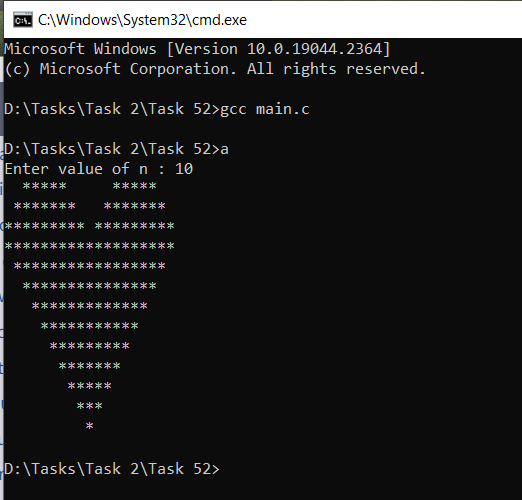 C:\Windows\System32\cmd.exe
Microsoft Windows [Version 10.0.19044.2364]
(c) Microsoft Corporation. All rights reserved.

D:\Tasks\Task 2\Task 52>gcc main.c

D:\Tasks\Task 2\Task 52>a
Enter value of n : 10
  *****     *****
 *******   *******
********* *********
*******************
 *****************
  ***************
   *************
    ***********
     *********
      *******
       *****
        ***
         *

D:\Tasks\Task 2\Task 52>